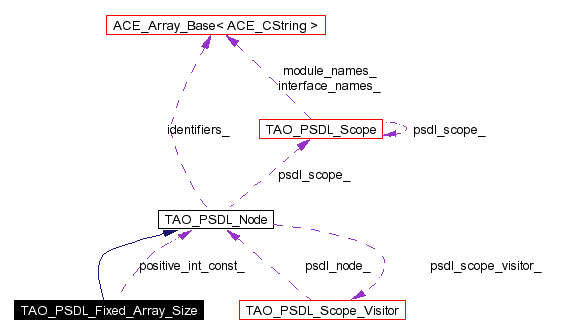 ACE_Array_Base< ACE_CString >
module_names_
interface_names_
identifiers_
TAO_PSDL_Scope
psdl_scope_
psdl_scope_
TAO_PSDL_Node
positive_int_const_
psdl_node_
psdl_scope_visitor_
TAO_PSDL_Fixed_Array_Size
TAO_PSDL_Scope_Visitor